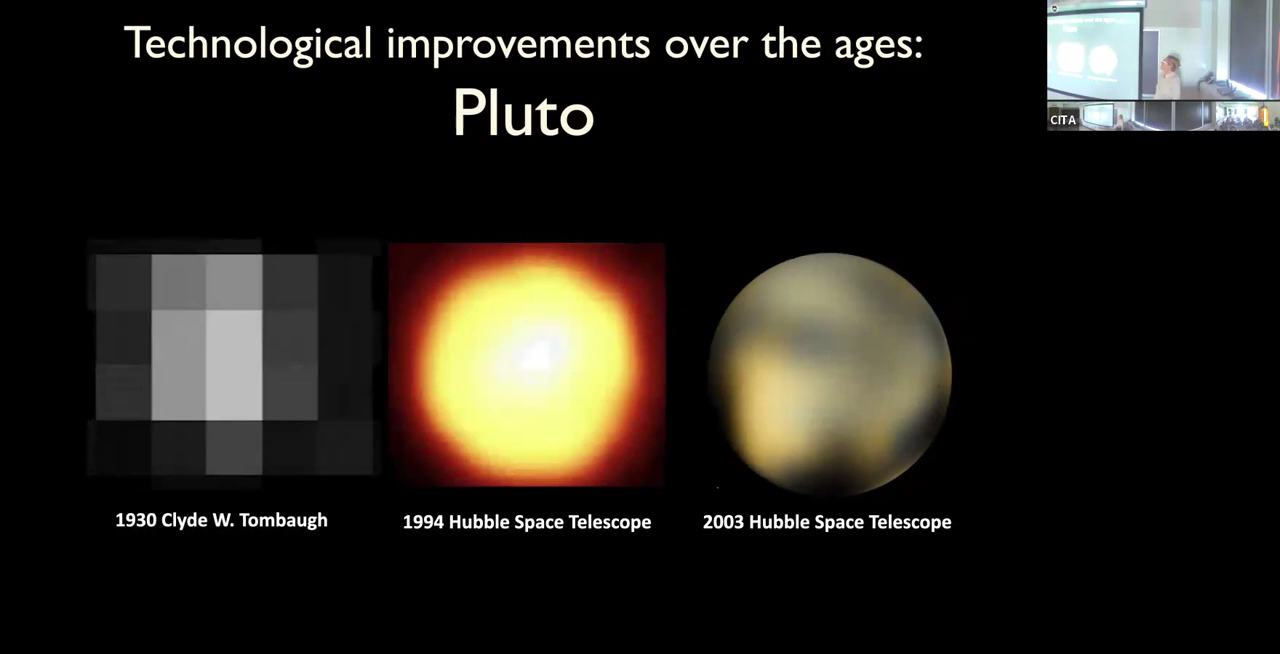 Technological improvements over the ages:
Pluto
CITA
1930 Clyde W. Tombaugh
1994 Hubble Space Telescope
2003 Hubble Space Telescope